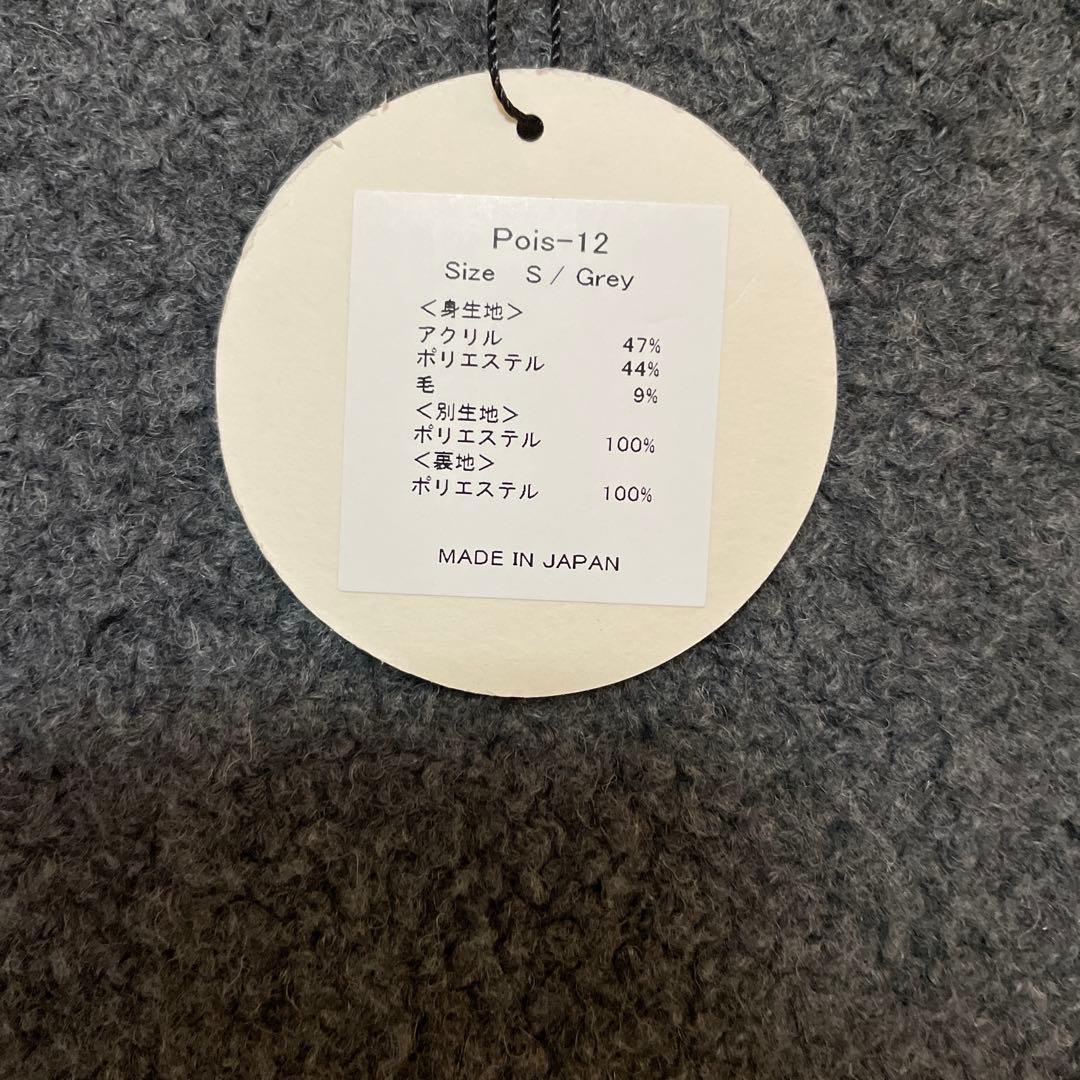 Pois-12
Size S / Grey
<身生地>
アクリル 47%
ポリエステル 44%
毛 9%
<別生地>
ポリエステル 100%
<裏地>
ポリエステル 100%
MADE IN JAPAN